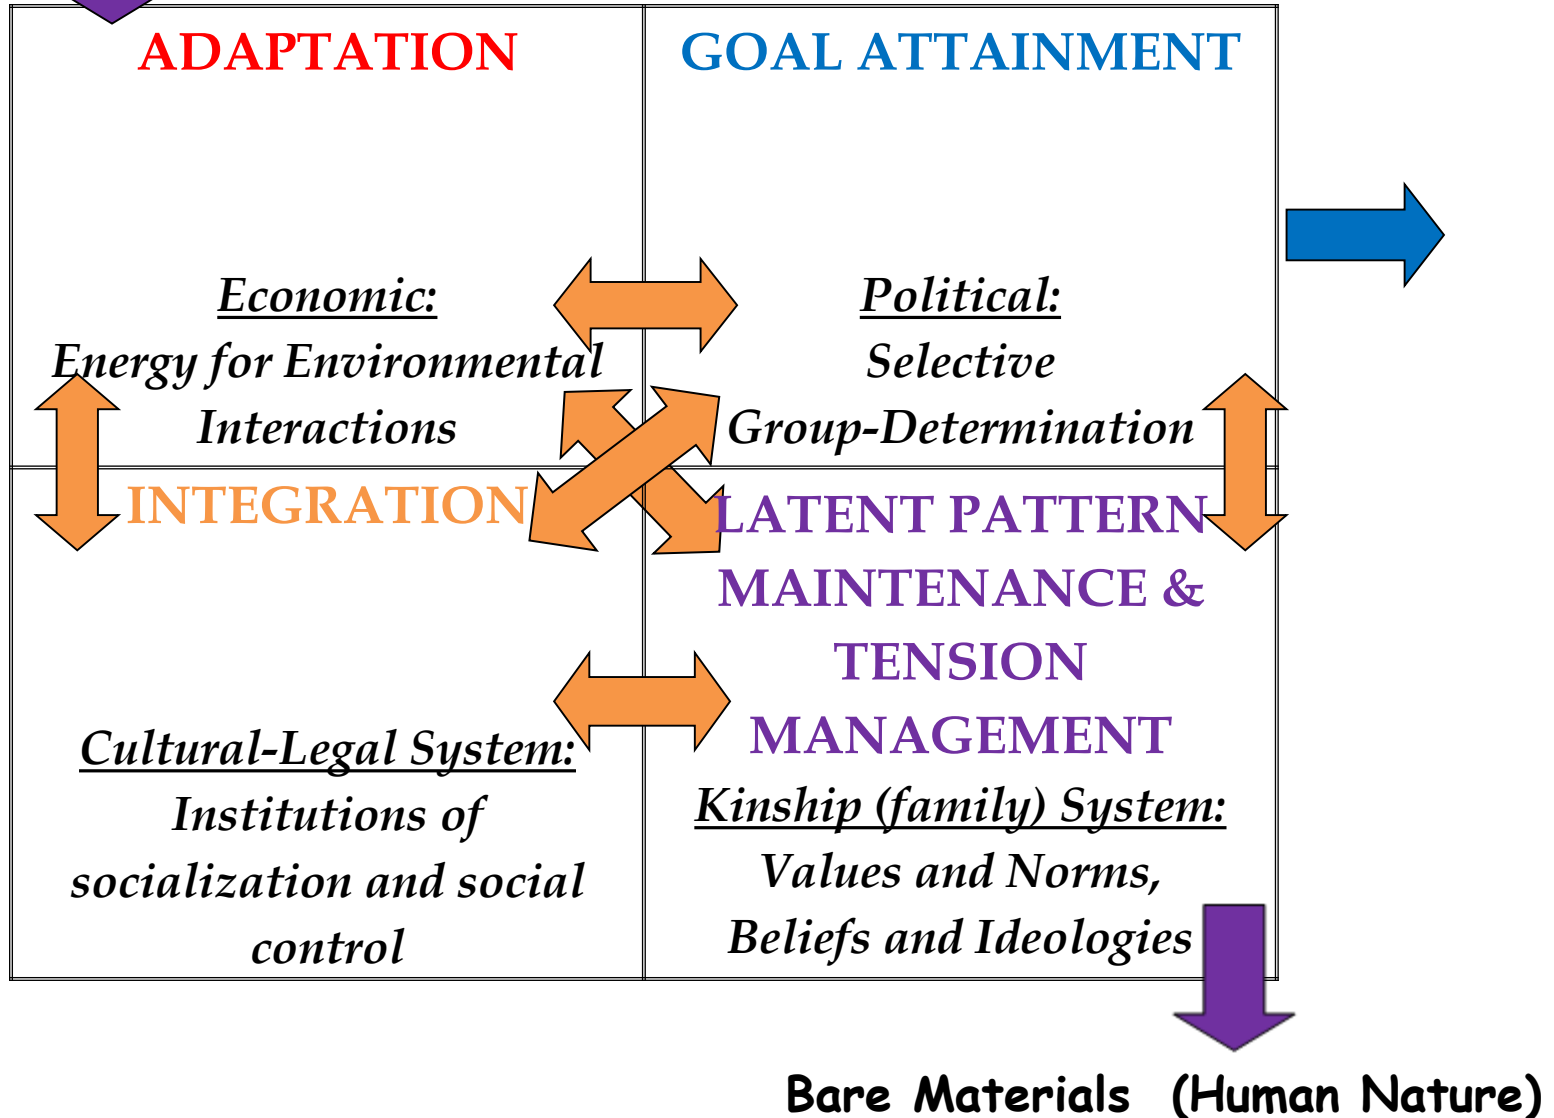 ADAPTATION
Economic:
Energy for Environmental
Interactions
GOAL ATTAINMENT
Political:
Selective
Group-Determination
INTEGRATION
Cultural-Legal System:
Institutions of
socialization and social
control
LATENT PATTERN
MAINTENANCE &
TENSION
MANAGEMENT
Kinship (family) System:
Values and Norms,
Beliefs and Ideologies
Bare Materials (Human Nature)